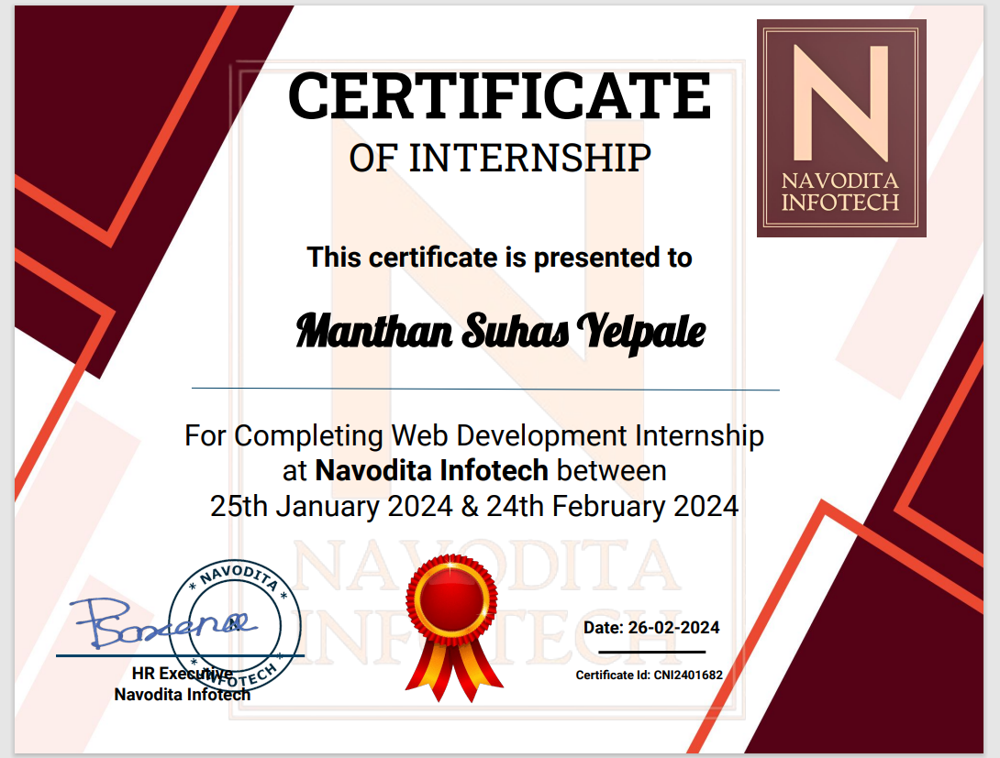 CERTIFICATE
OF INTERNSHIP
N
NAVODITA
INFOTECH
This certificate is presented to
Manthan Suhas Yelpale
For Completing Web Development Internship
at Navodita Infotech between
25th January 2024 & 24th February 2024
N
NAVODITA
INFOTECH
* NAVODITA *
N
* INFOTECH *
HR Executive
Navodita Infotech
Date: 26-02-2024
Certificate Id: CNI2401682